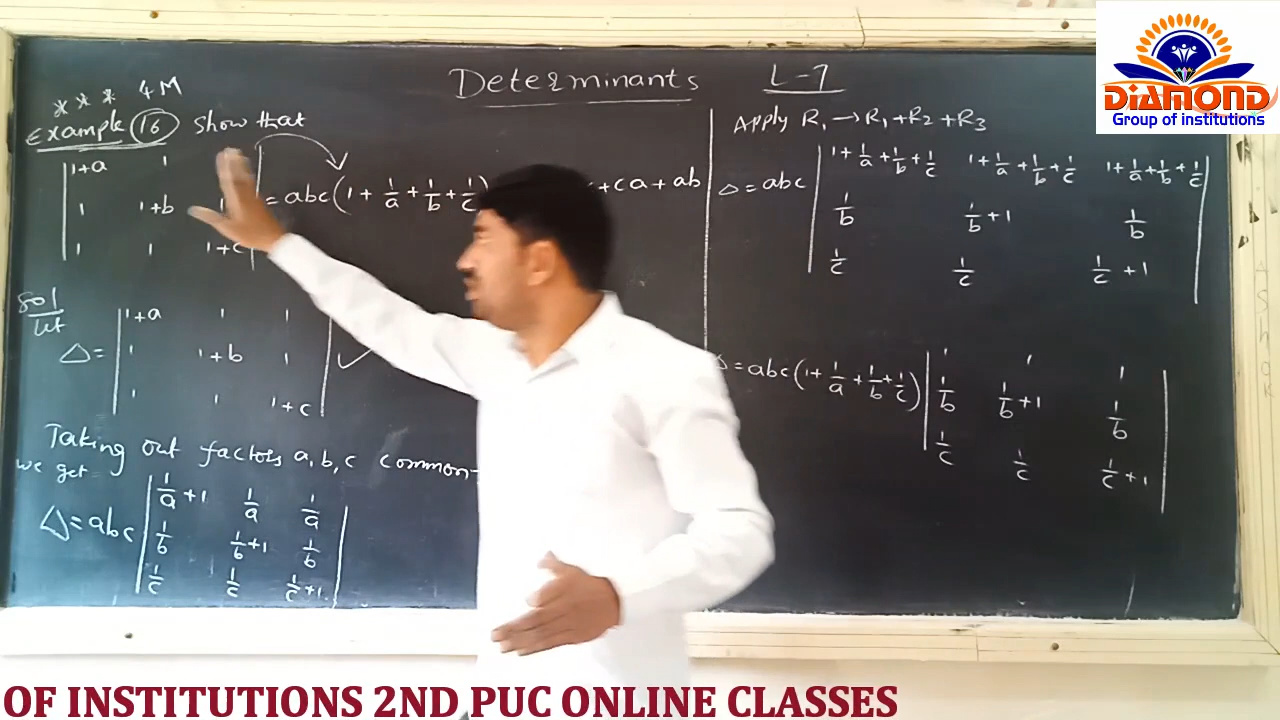 Determinants L-7
*** 4M
Example (16) Show that
| 1+a 1
1 1+b 1
1 1 1+c | = abc(1 + 1/a + 1/b + 1/c) + ca + ab
Sol
let
Δ = | 1+a 1 1
1 1+b 1
1 1 1+c | ✓
Taking out factors a, b, c common
we get
Δ = abc | 1/a +1 1/a 1/a
1/b 1/b +1 1/b
1/c 1/c 1/c +1 |
Apply R₁ → R₁ + R₂ + R₃
Δ = abc | 1 + 1/a + 1/b + 1/c 1 + 1/a + 1/b + 1/c 1 + 1/a + 1/b + 1/c
1/b 1/b +1 1/b
1/c 1/c 1/c +1 |
Δ = abc(1 + 1/a + 1/b + 1/c) | 1 1 1
1/b 1/b +1 1/b
1/c 1/c 1/c +1 |
DiAMOND
Group of institutions
OF INSTITUTIONS 2ND PUC ONLINE CLASSES